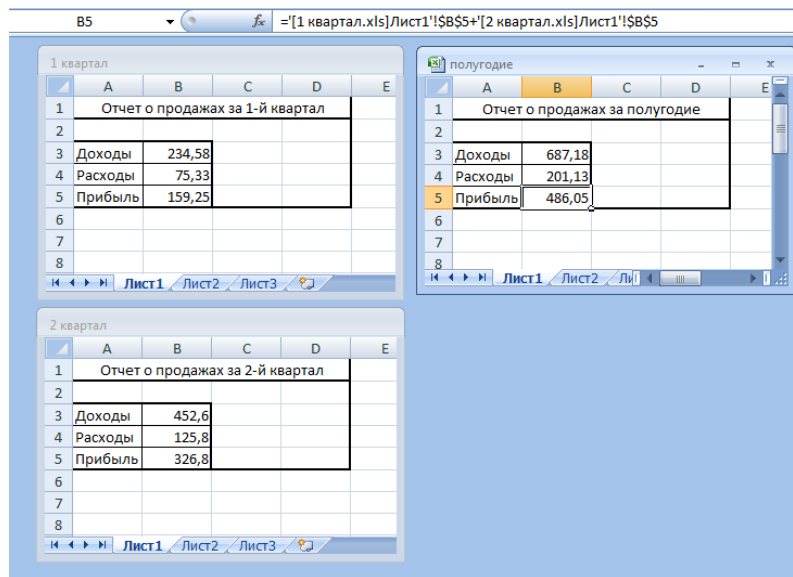 B5 fx ='[1 квартал.xls]Лист1'!$B$5+'[2 квартал.xls]Лист1'!$B$5
1 квартал
A B C D E
1 Отчет о продажах за 1-й квартал
2
3 Доходы 234,58
4 Расходы 75,33
5 Прибыль 159,25
6
7
8
Лист1 Лист2 Лист3
полугодие
A B C D E
1 Отчет о продажах за полугодие
2
3 Доходы 687,18
4 Расходы 201,13
5 Прибыль 486,05
6
7
8
Лист1 Лист2 Ли
2 квартал
A B C D E
1 Отчет о продажах за 2-й квартал
2
3 Доходы 452,6
4 Расходы 125,8
5 Прибыль 326,8
6
7
8
Лист1 Лист2 Лист3